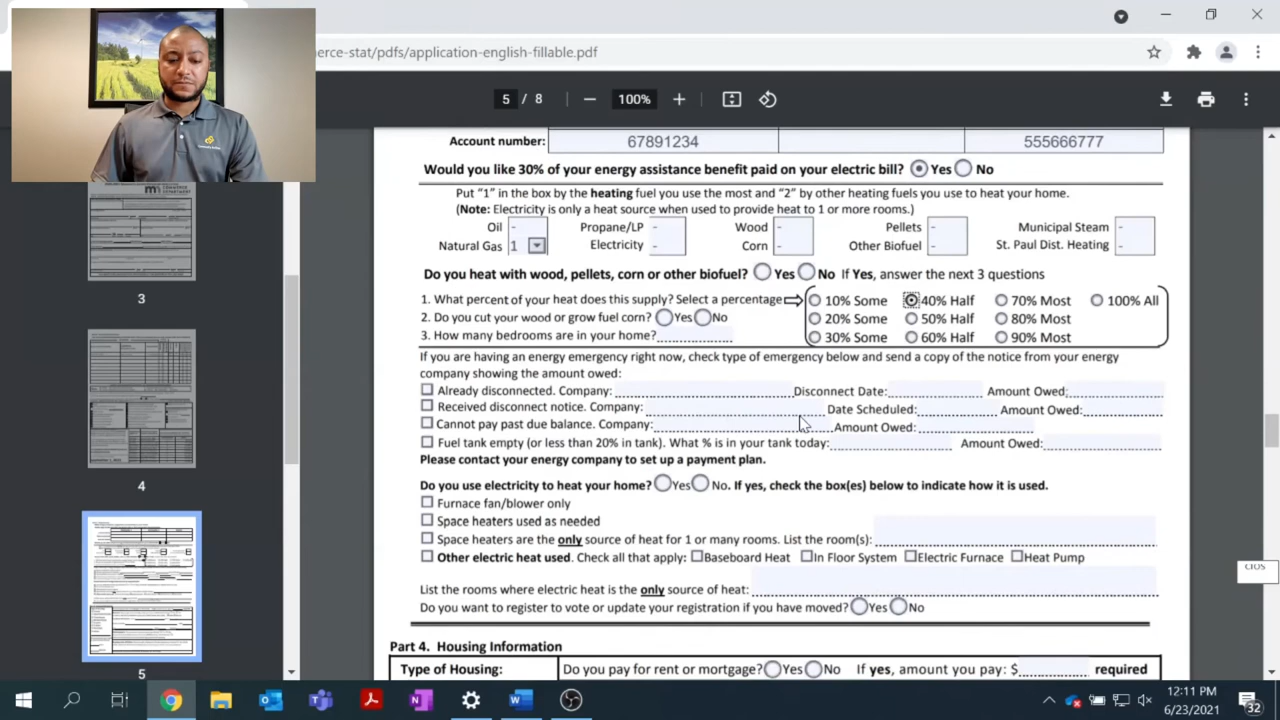 erce-stat/pdfs/application-english-fillable.pdf
5 / 8
100%
3
4
5
Account number: 67891234 555666777
Would you like 30% of your energy assistance benefit paid on your electric bill? Yes No
Put “1” in the box by the heating fuel you use the most and “2” by other heating fuels you use to heat your home.
(Note: Electricity is only a heat source when used to provide heat to 1 or more rooms.)
Oil - Propane/LP - Wood - Pellets - Municipal Steam -
Natural Gas 1 Electricity - Corn - Other Biofuel - St. Paul Dist. Heating -
Do you heat with wood, pellets, corn or other biofuel? Yes No If Yes, answer the next 3 questions
1. What percent of your heat does this supply? Select a percentage 10% Some 40% Half 70% Most 100% All
2. Do you cut your wood or grow fuel corn? Yes No 20% Some 50% Half 80% Most
3. How many bedrooms are in your home? 30% Some 60% Half 90% Most
If you are having an energy emergency right now, check type of emergency below and send a copy of the notice from your energy
company showing the amount owed:
Already disconnected. Company: Disconnect Date: Amount Owed:
Received disconnect notice. Company: Date Scheduled: Amount Owed:
Cannot pay past due balance. Company: Amount Owed:
Fuel tank empty (or less than 20% in tank). What % is in your tank today: Amount Owed:
Please contact your energy company to set up a payment plan.
Do you use electricity to heat your home? Yes No. If yes, check the box(es) below to indicate how it is used.
Furnace fan/blower only
Space heaters used as needed
Space heaters are the only source of heat for 1 or many rooms. List the room(s):
Other electric heat used. Check all that apply: Baseboard Heat In Floor System Electric Furnace Heat Pump
List the rooms where electric heat is the only source of heat:
Do you want to register to vote or update your registration if you have moved? Yes No
Part 4. Housing Information
Type of Housing: Do you pay for rent or mortgage? Yes No If yes, amount you pay: $ required
12:11 PM
6/23/2021
32